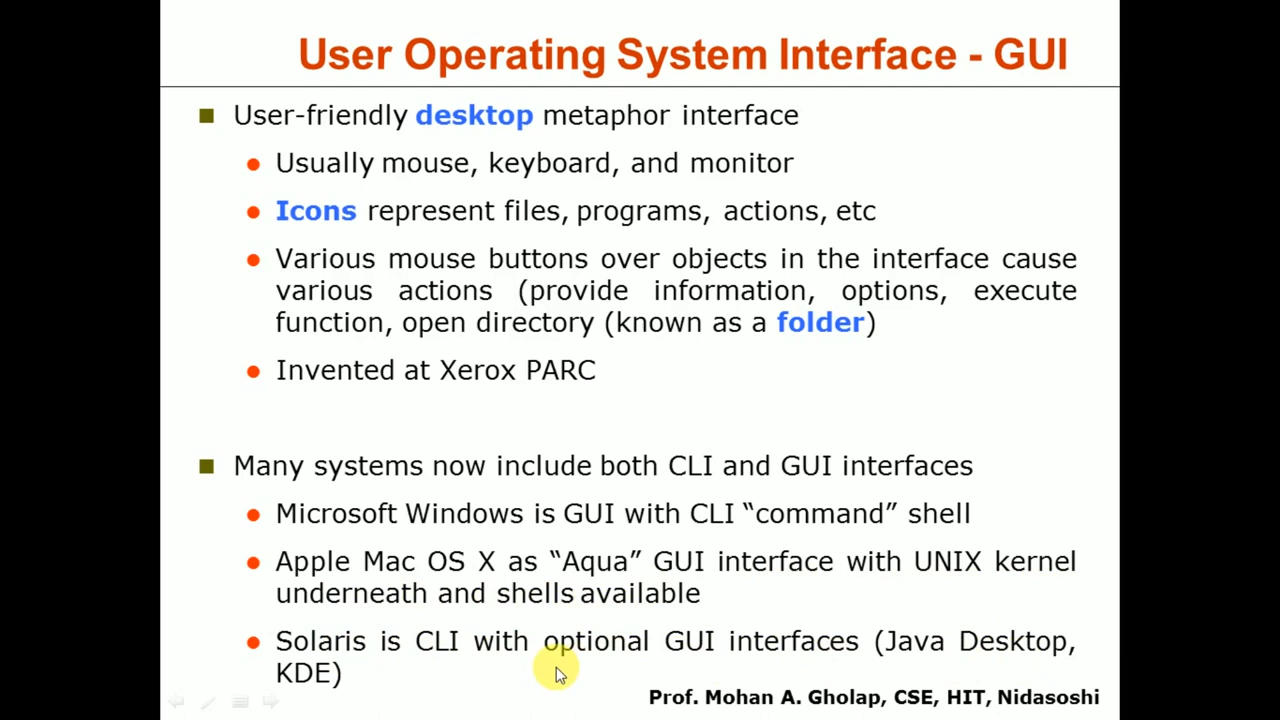 User Operating System Interface - GUI
User-friendly desktop metaphor interface
Usually mouse, keyboard, and monitor
Icons represent files, programs, actions, etc
Various mouse buttons over objects in the interface cause
various actions (provide information, options, execute
function, open directory (known as a folder)
Invented at Xerox PARC
Many systems now include both CLI and GUI interfaces
Microsoft Windows is GUI with CLI “command” shell
Apple Mac OS X as “Aqua” GUI interface with UNIX kernel
underneath and shells available
Solaris is CLI with optional GUI interfaces (Java Desktop,
KDE)
Prof. Mohan A. Gholap, CSE, HIT, Nidasoshi